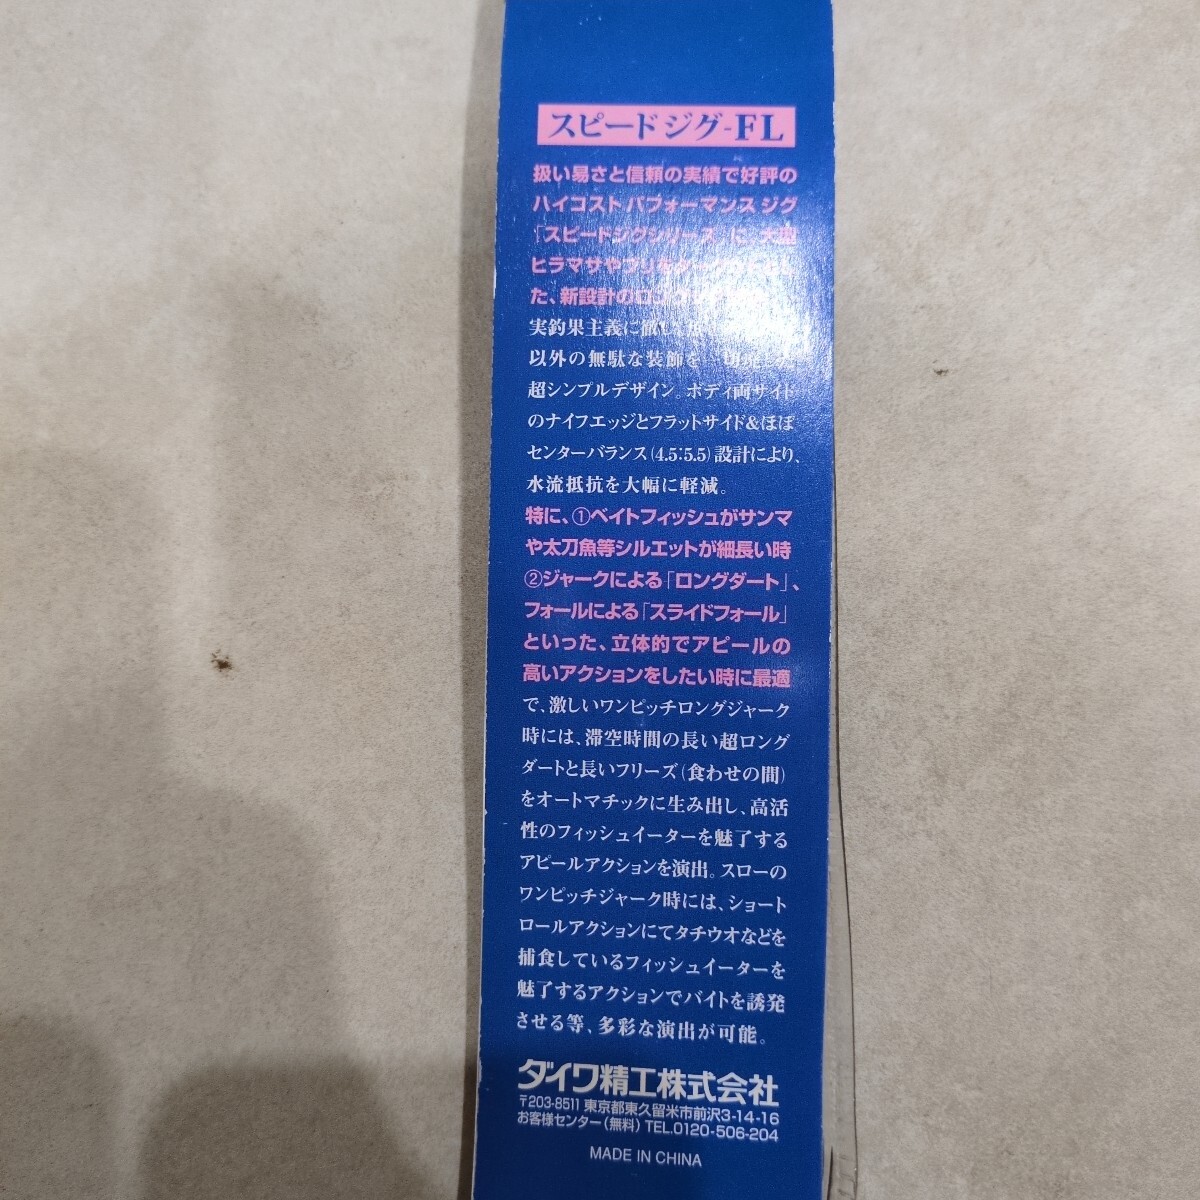 スピードジグ-FL
扱い易さと信頼の実績で好評の
ハイコストパフォーマンスジグ
「スピードジグシリーズ」に、大型
ヒラマサやブリを
た、新設計のロング
実釣果主義に徹し
以外の無駄な装飾を一切
超シンプルデザイン。ボディ両サイド
のナイフエッジとフラットサイド&ほぼ
センターバランス(4.5:5.5)設計により、
水流抵抗を大幅に軽減。
特に、①ベイトフィッシュがサンマ
や太刀魚等シルエットが細長い時
②ジャークによる「ロングダート」、
フォールによる「スライドフォール」
といった、立体的でアピールの
高いアクションをしたい時に最適
で、激しいワンピッチロングジャーク
時には、滞空時間の長い超ロング
ダートと長いフリーズ(食わせの間)
をオートマチックに生み出し、高活
性のフィッシュイーターを魅了する
アピールアクションを演出。スローの
ワンピッチジャーク時には、ショート
ロールアクションにてタチウオなどを
捕食しているフィッシュイーターを
魅了するアクションでバイトを誘発
させる等、多彩な演出が可能。
ダイワ精工株式会社
〒203-8511 東京都東久留米市前沢3-14-16
お客様センター(無料) TEL.0120-506-204
MADE IN CHINA